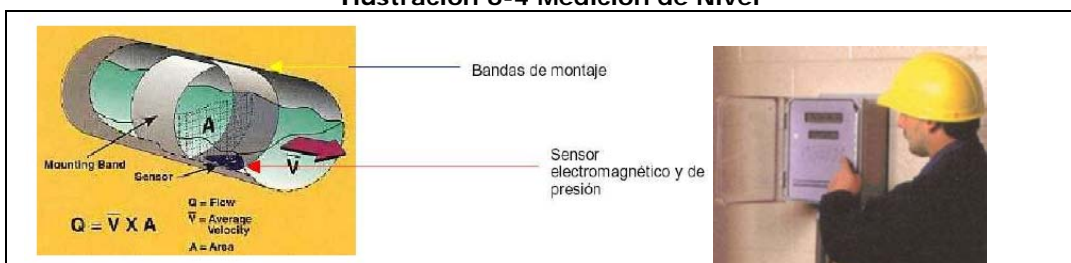 Ilustración 8-4 Medición de Nivel
Bandas de montaje
A
Mounting Band
V̅
Sensor
Sensor
electromagnético y de
presión
Q = Flow
V̅ = Average
Velocity
A = Area
Q = V̅ X A